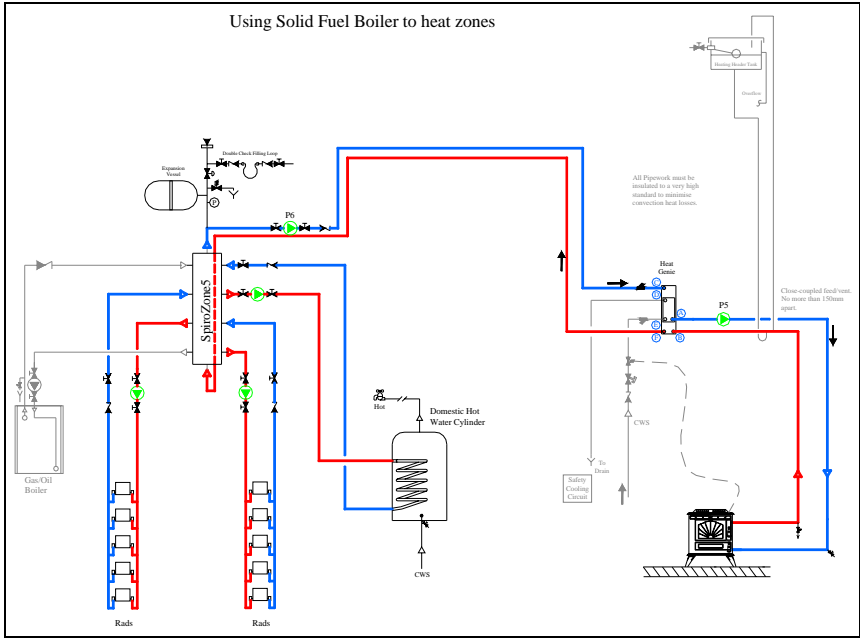 Using Solid Fuel Boiler to heat zones
Heating Header Tank
Overflow
Double Check Filling Loop
Expansion
Vessel
P
All Pipework must be
insulated to a very high
standard to minimize
convection heat losses.
P6
SpiroZone5
Heat
Genie
C
D
A
E
F
B
P5
Close-coupled feed/vent.
No more than 150mm
apart.
Hot
Domestic Hot
Water Cylinder
CWS
To
Drain
Safety
Cooling
Circuit
Gas/Oil
Boiler
CWS
Rads
Rads